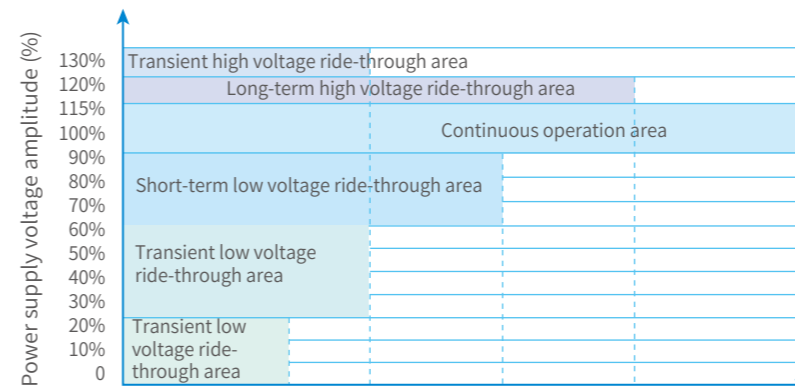 Power supply voltage amplitude (%)
130%
120%
115%
100%
90%
80%
70%
60%
50%
40%
30%
20%
10%
0
Transient high voltage ride-through area
Long-term high voltage ride-through area
Continuous operation area
Short-term low voltage ride-through area
Transient low voltage
ride-through area
Transient low
voltage ride-
through area